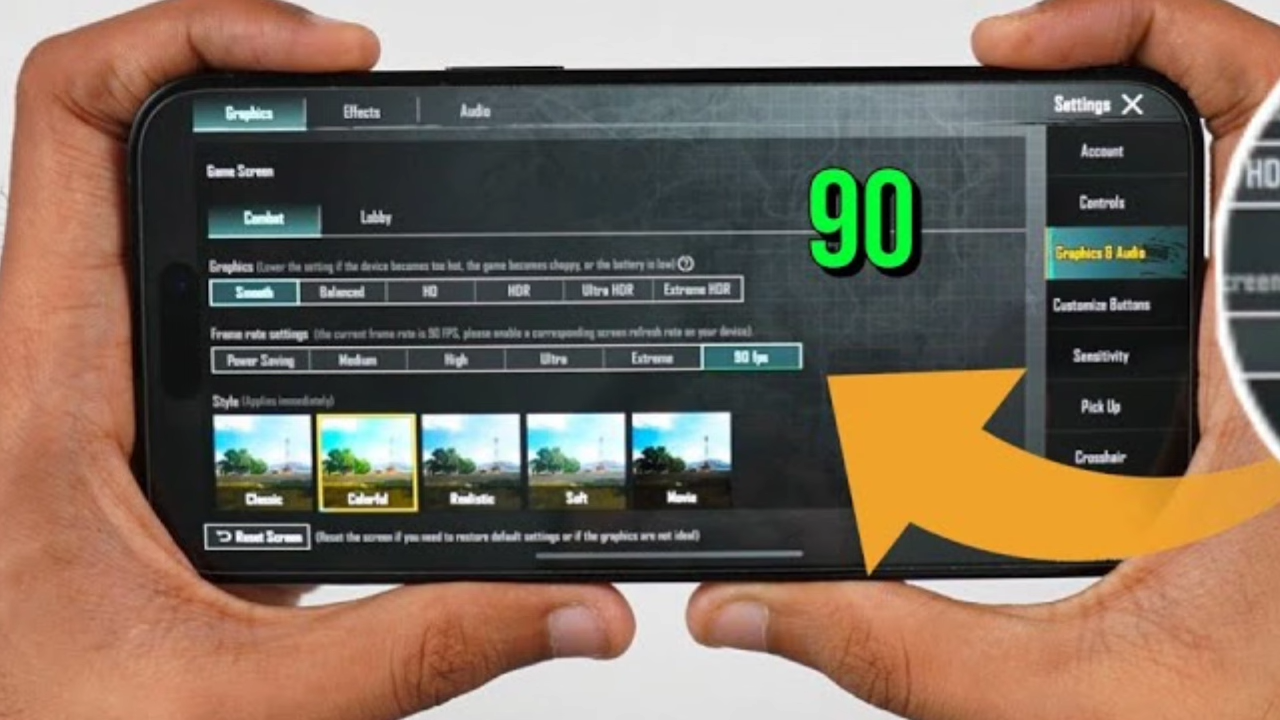 Graphics Effects Audio
Settings
Account
Game Screen
Controls
Combat Lobby
90
Graphics & Audio
Graphics (Lower the setting if the device becomes too hot, the game becomes choppy, or the battery is low)
Smooth Balanced HD HDR Ultra HDR Extreme HDR
Customize Buttons
Frame rate settings (the current frame rate is 90 FPS, please enable a corresponding screen refresh rate on your device).
Power Saving Medium High Ultra Extreme 90 fps
Sensitivity
Style (Applies immediately)
Pick Up
Crosshair
Classic Colorful Realistic Soft Movie
Reset Screen (Reset the screen if you need to restore default settings or if the graphics are not ideal)